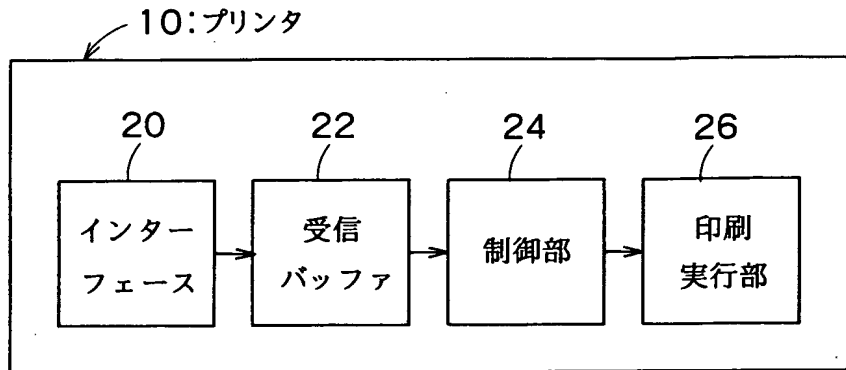 10:プリンタ
20
22
24
26
インター
フェース
受信
バッファ
制御部
印刷
実行部